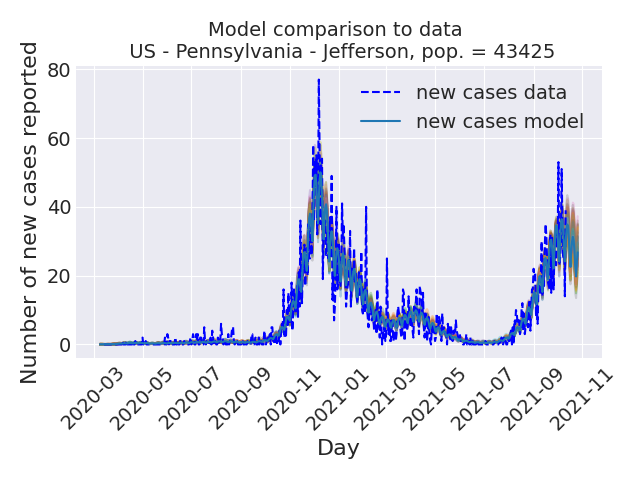 Model comparison to data
US - Pennsylvania - Jefferson, pop. = 43425
Number of new cases reported
80
60
40
20
0
new cases data
new cases model
2020-03
2020-05
2020-07
2020-09
2020-11
2021-01
2021-03
2021-05
2021-07
2021-09
2021-11
Day